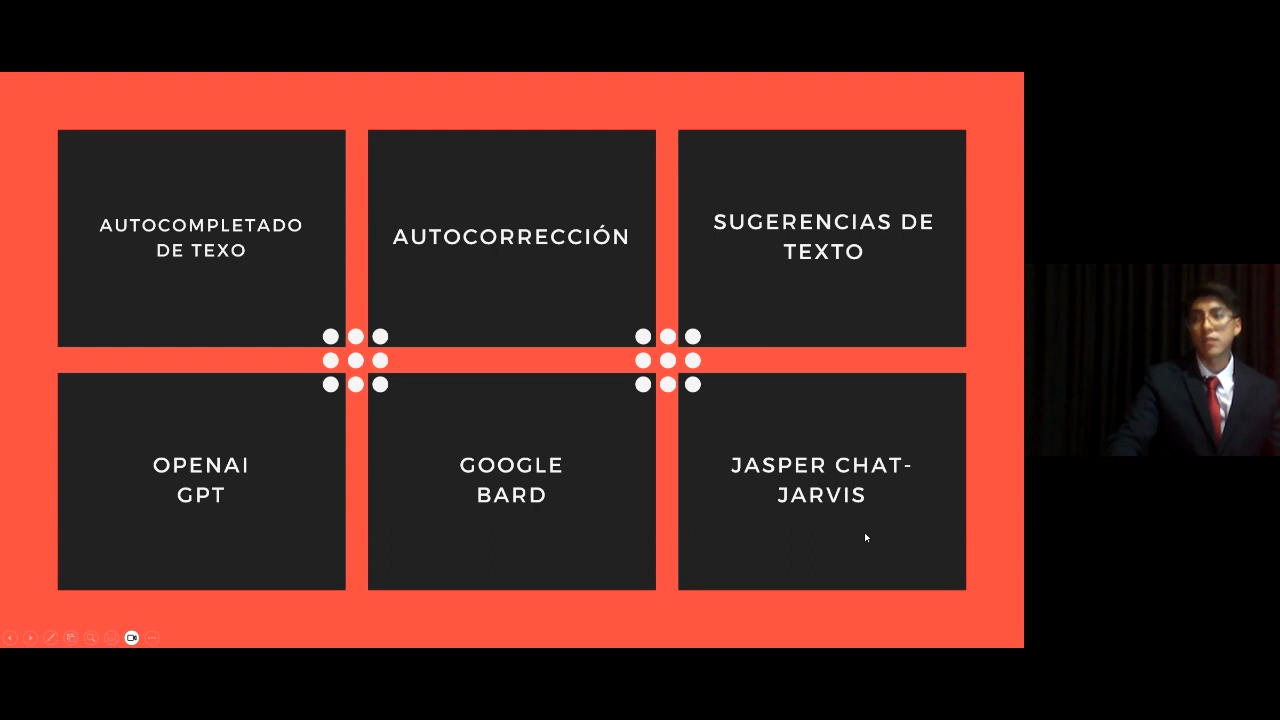 AUTOCOMPLETADO
DE TEXO
AUTOCORRECCIÓN
SUGERENCIAS DE
TEXTO
OPENAI
GPT
GOOGLE
BARD
JASPER CHAT-
JARVIS